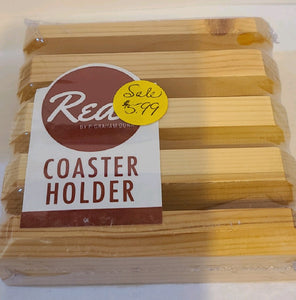 Red
Sale
$5.99
COASTER
HOLDER